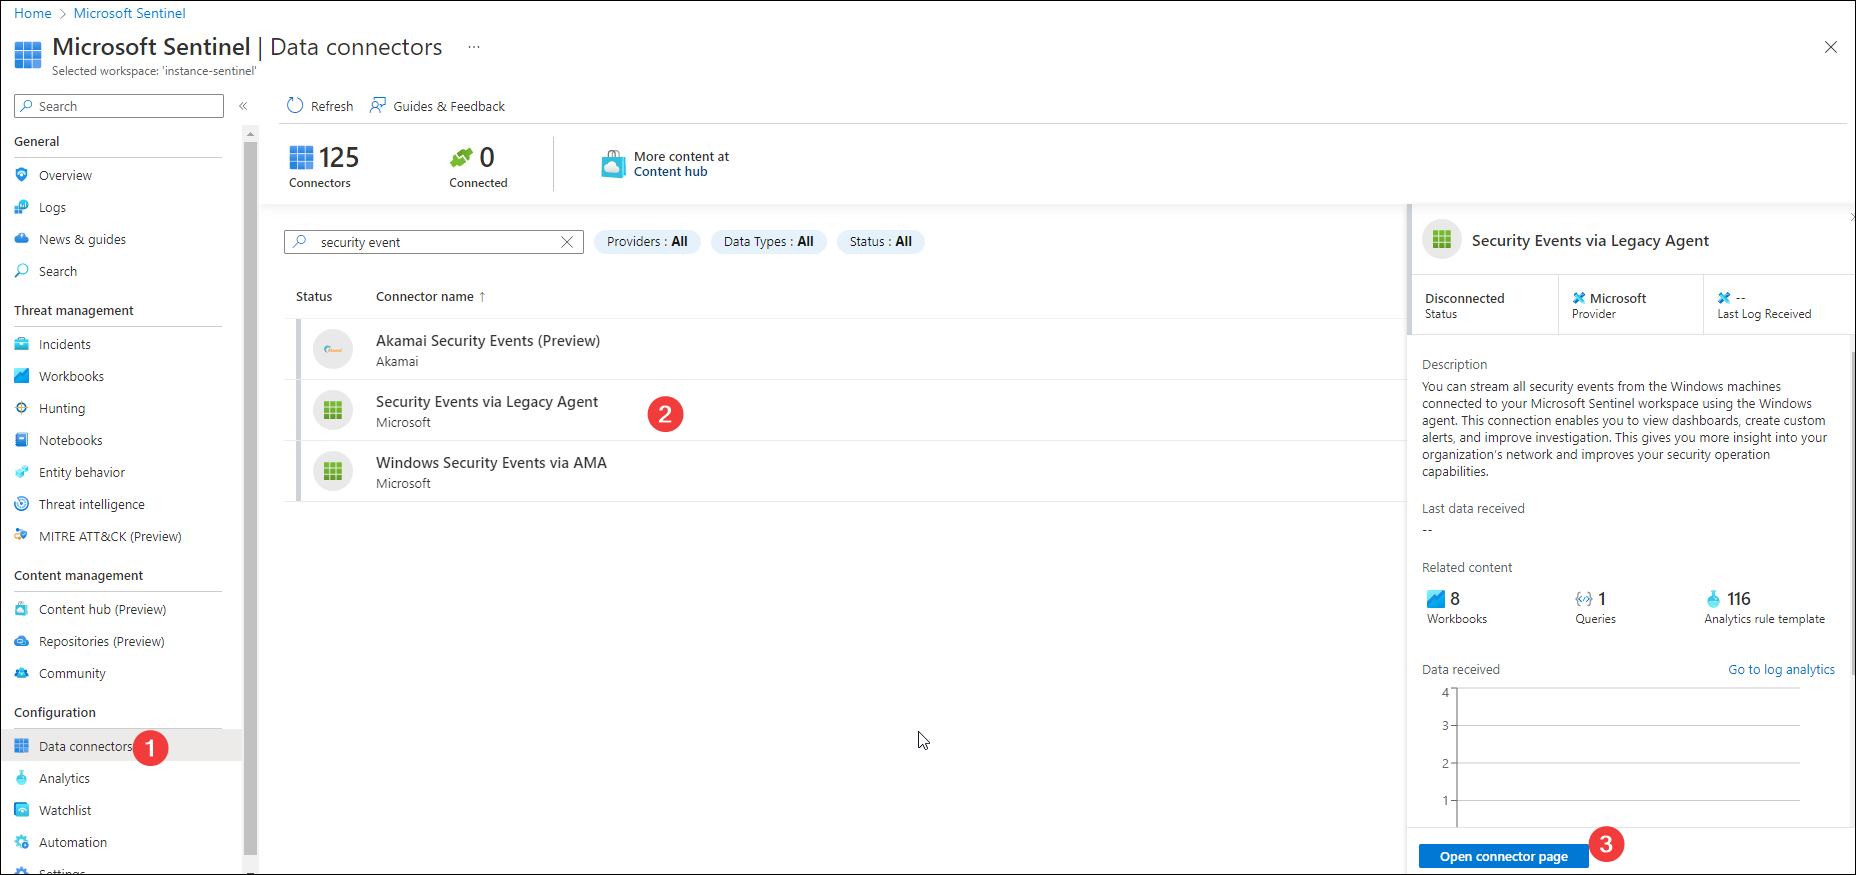 Home > Microsoft Sentinel
Microsoft Sentinel | Data connectors ...
Selected workspace: 'instance-sentinel'
Search
«
General
Overview
Logs
News & guides
Search
Threat management
Incidents
Workbooks
Hunting
Notebooks
Entity behavior
Threat intelligence
MITRE ATT&CK (Preview)
Content management
Content hub (Preview)
Repositories (Preview)
Community
Configuration
Data connectors 1
Analytics
Watchlist
Automation
Settings
Refresh Guides & Feedback
125
Connectors
0
Connected
More content at
Content hub
security event
Providers : All Data Types : All Status : All
Status Connector name ↑
Akamai Security Events (Preview)
Akamai
Security Events via Legacy Agent
Microsoft
2
Windows Security Events via AMA
Microsoft
Security Events via Legacy Agent
Disconnected
Status
Microsoft
Provider
--
Last Log Received
Description
You can stream all security events from the Windows machines
connected to your Microsoft Sentinel workspace using the Windows
agent. This connection enables you to view dashboards, create custom
alerts, and improve investigation. This gives you more insight into your
organization's network and improves your security operation
capabilities.
Last data received
--
Related content
8
Workbooks
1
Queries
116
Analytics rule template
Data received Go to log analytics
4
3
2
1
Open connector page 3